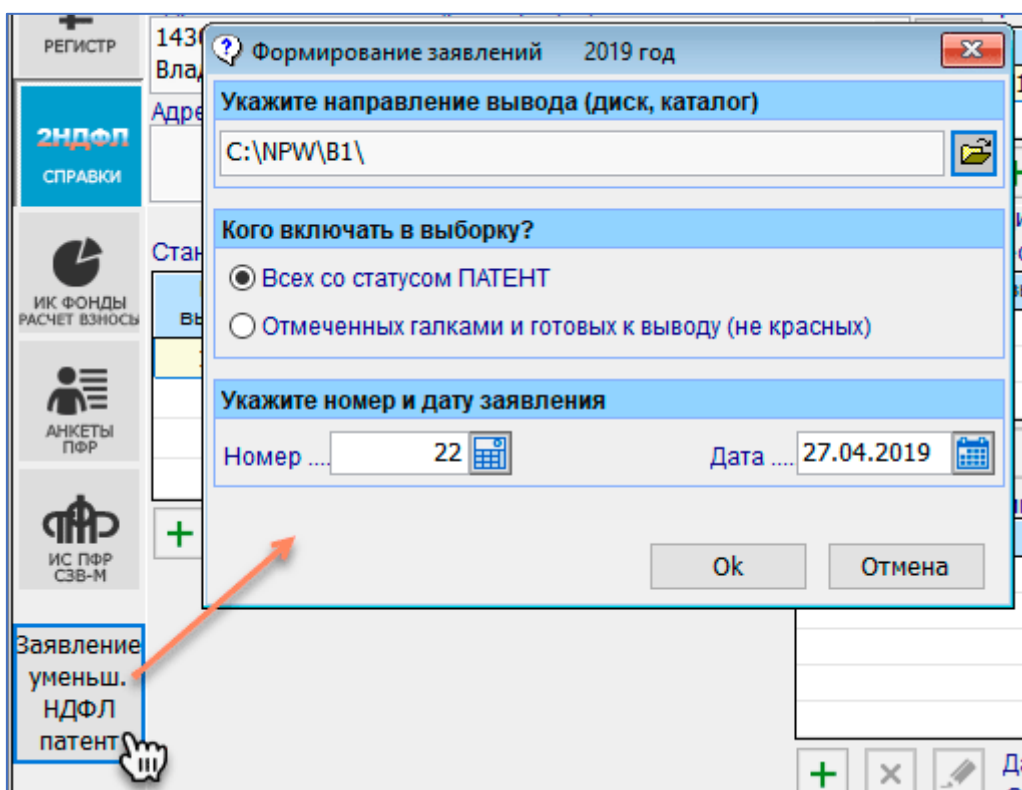 РЕГИСТР
2НДФЛ
СПРАВКИ
ИК ФОНДЫ
РАСЧЕТ ВЗНОСЫ
АНКЕТЫ
ПФР
ИС ПФР
СЗВ-М
Заявление
уменьш.
НДФЛ
патент
Формирование заявлений 2019 год
Укажите направление вывода (диск, каталог)
C:\NPW\B1\
Кого включать в выборку?
Всех со статусом ПАТЕНТ
Отмеченных галками и готовых к выводу (не красных)
Укажите номер и дату заявления
Номер .... 22 Дата .... 27.04.2019
Ok Отмена